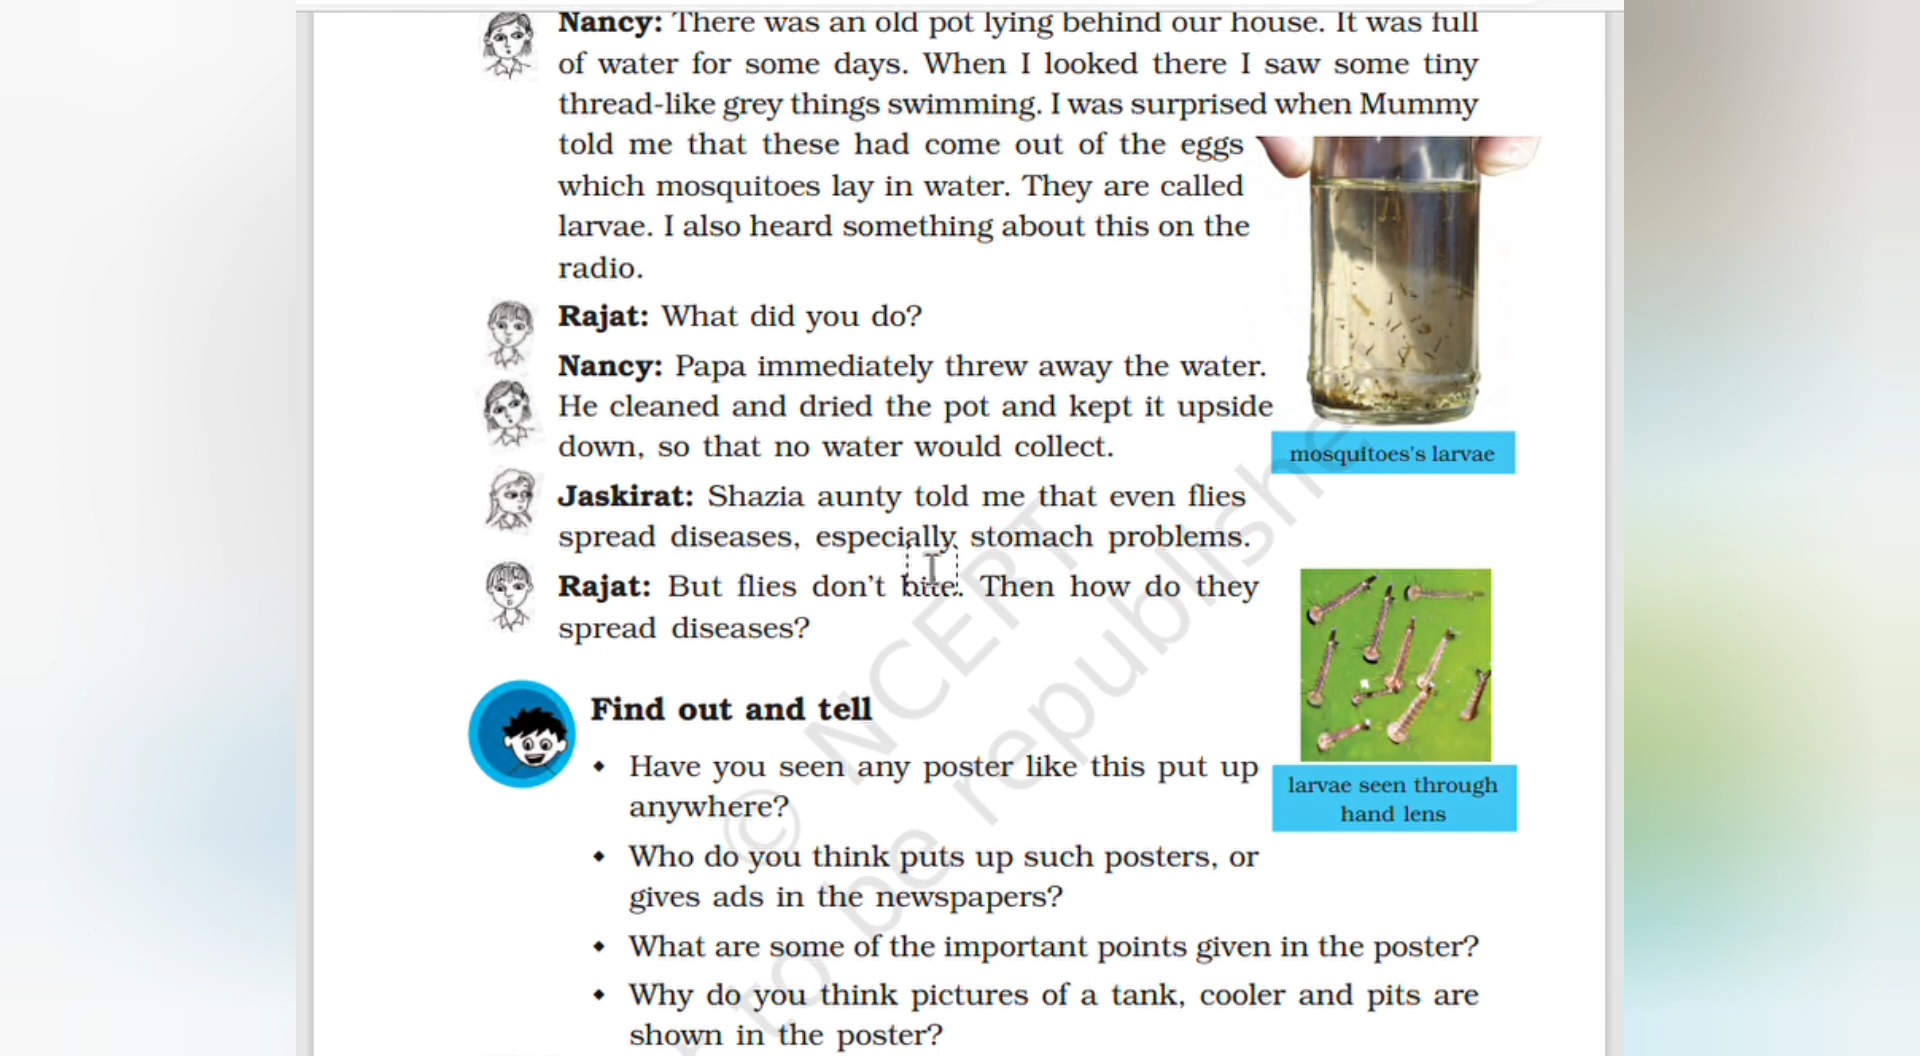 Nancy: There was an old pot lying behind our house. It was full
of water for some days. When I looked there I saw some tiny
thread-like grey things swimming. I was surprised when Mummy
told me that these had come out of the eggs
which mosquitoes lay in water. They are called
larvae. I also heard something about this on the
radio.
Rajat: What did you do?
Nancy: Papa immediately threw away the water.
He cleaned and dried the pot and kept it upside
down, so that no water would collect.
mosquitoes's larvae
Jaskirat: Shazia aunty told me that even flies
spread diseases, especially stomach problems.
Rajat: But flies don't bite. Then how do they
spread diseases?
Find out and tell
• Have you seen any poster like this put up
anywhere?
larvae seen through
hand lens
• Who do you think puts up such posters, or
gives ads in the newspapers?
• What are some of the important points given in the poster?
• Why do you think pictures of a tank, cooler and pits are
shown in the poster?
© NCERT
to be republished